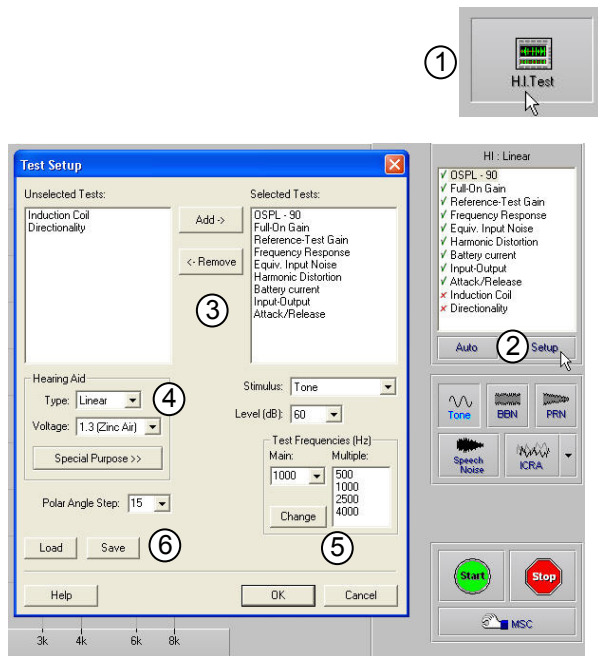 1
H.I.Test
Test Setup
Unselected Tests:
Induction Coil
Directionality
Add ->
<- Remove
3
Selected Tests:
OSPL - 90
Full-On Gain
Reference-Test Gain
Frequency Response
Equiv. Input Noise
Harmonic Distortion
Battery current
Input-Output
Attack/Release
Hearing Aid
Type: Linear
4
Voltage: 1.3 (Zinc Air)
Special Purpose >>
Polar Angle Step: 15
Load Save
6
Stimulus: Tone
Level (dB): 60
Test Frequencies (Hz)
Main: Multiple:
1000
500
1000
2500
4000
Change
5
Help
OK Cancel
HI : Linear
OSPL - 90
Full-On Gain
Reference-Test Gain
Frequency Response
Equiv. Input Noise
Harmonic Distortion
Battery current
Input-Output
Attack/Release
Induction Coil
Directionality
Auto 2 Setup
Tone BBN PRN
Speech
Noise
ICRA
Start Stop
MSC
3k 4k 6k 8k